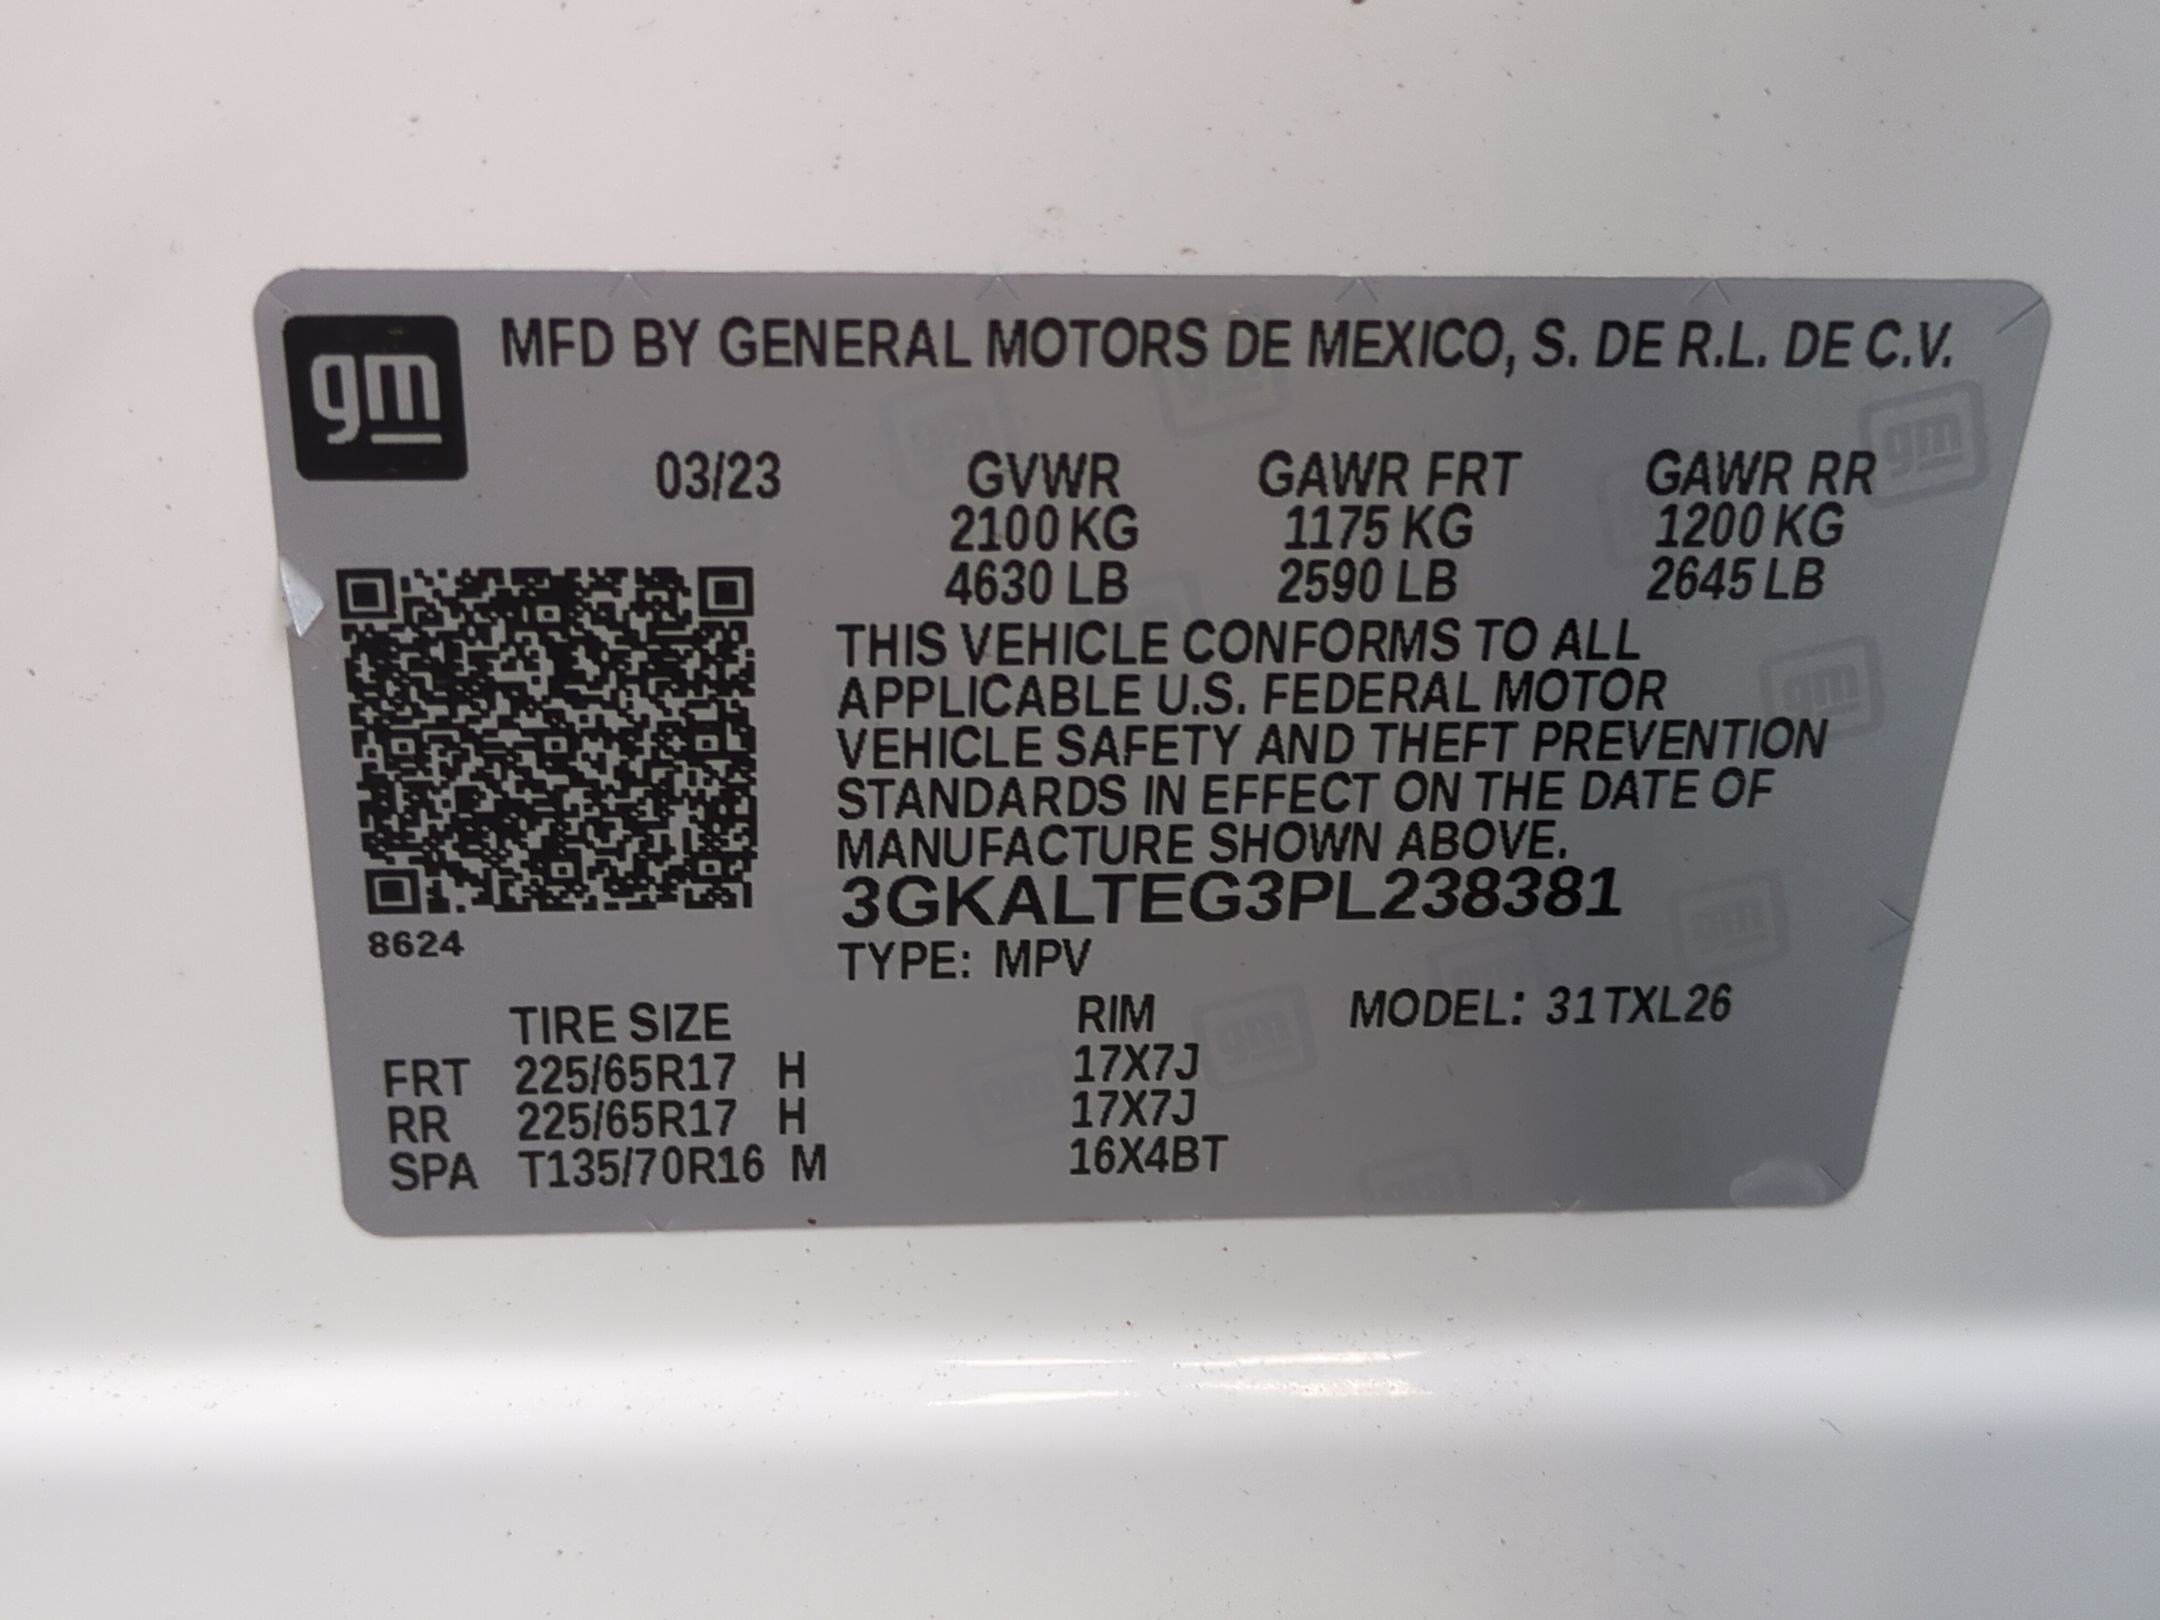 gm MFD BY GENERAL MOTORS DE MEXICO, S. DE R.L. DE C.V.
03/23 GVWR GAWR FRT GAWR RR
2100 KG 1175 KG 1200 KG
4630 LB 2590 LB 2645 LB
THIS VEHICLE CONFORMS TO ALL
APPLICABLE U.S. FEDERAL MOTOR
VEHICLE SAFETY AND THEFT PREVENTION
STANDARDS IN EFFECT ON THE DATE OF
MANUFACTURE SHOWN ABOVE.
3GKALTEG3PL238381
8624
TYPE: MPV
TIRE SIZE RIM MODEL: 31TXL26
FRT 225/65R17 H 17X7J
RR 225/65R17 H 17X7J
SPA T135/70R16 M 16X4BT